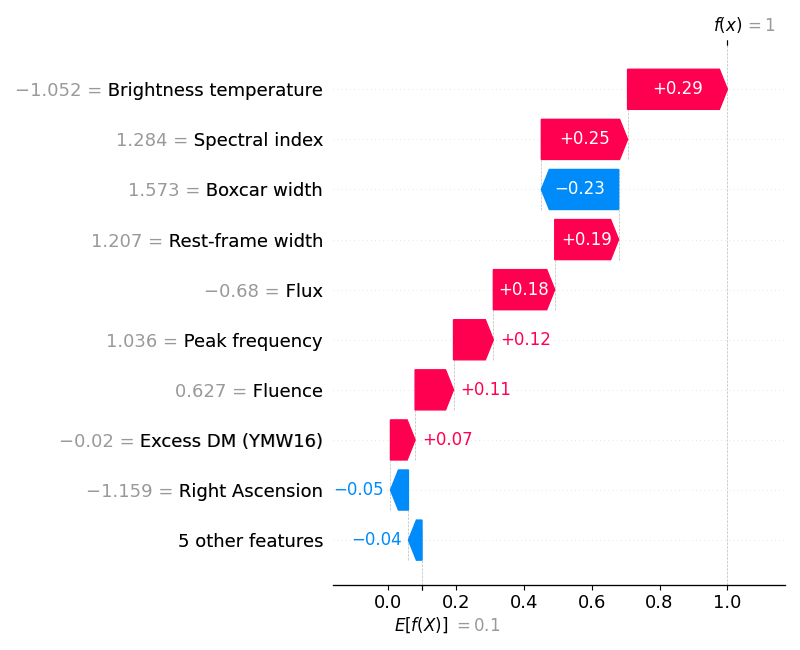 f(x) = 1
−1.052 = Brightness temperature
+0.29
1.284 = Spectral index
+0.25
1.573 = Boxcar width
−0.23
1.207 = Rest-frame width
+0.19
−0.68 = Flux
+0.18
1.036 = Peak frequency
+0.12
0.627 = Fluence
+0.11
−0.02 = Excess DM (YMW16)
+0.07
−1.159 = Right Ascension
−0.05
5 other features
−0.04
0.0 0.2 0.4 0.6 0.8 1.0
E[f(X)] = 0.1